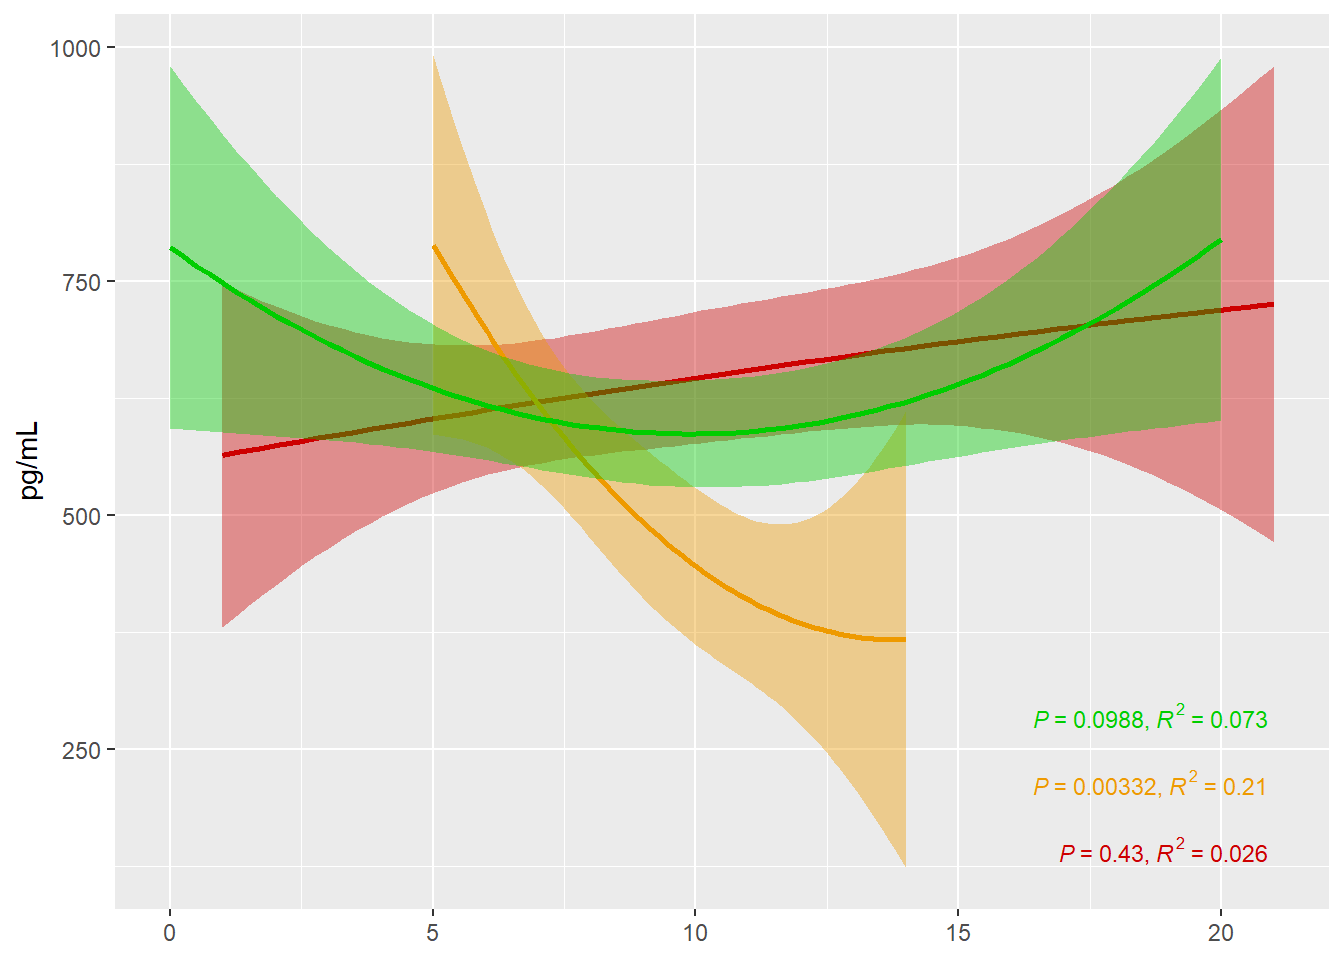 1000
750
500
250
pg/mL
P = 0.0988, R² = 0.073
P = 0.00332, R² = 0.21
P = 0.43, R² = 0.026
0 5 10 15 20